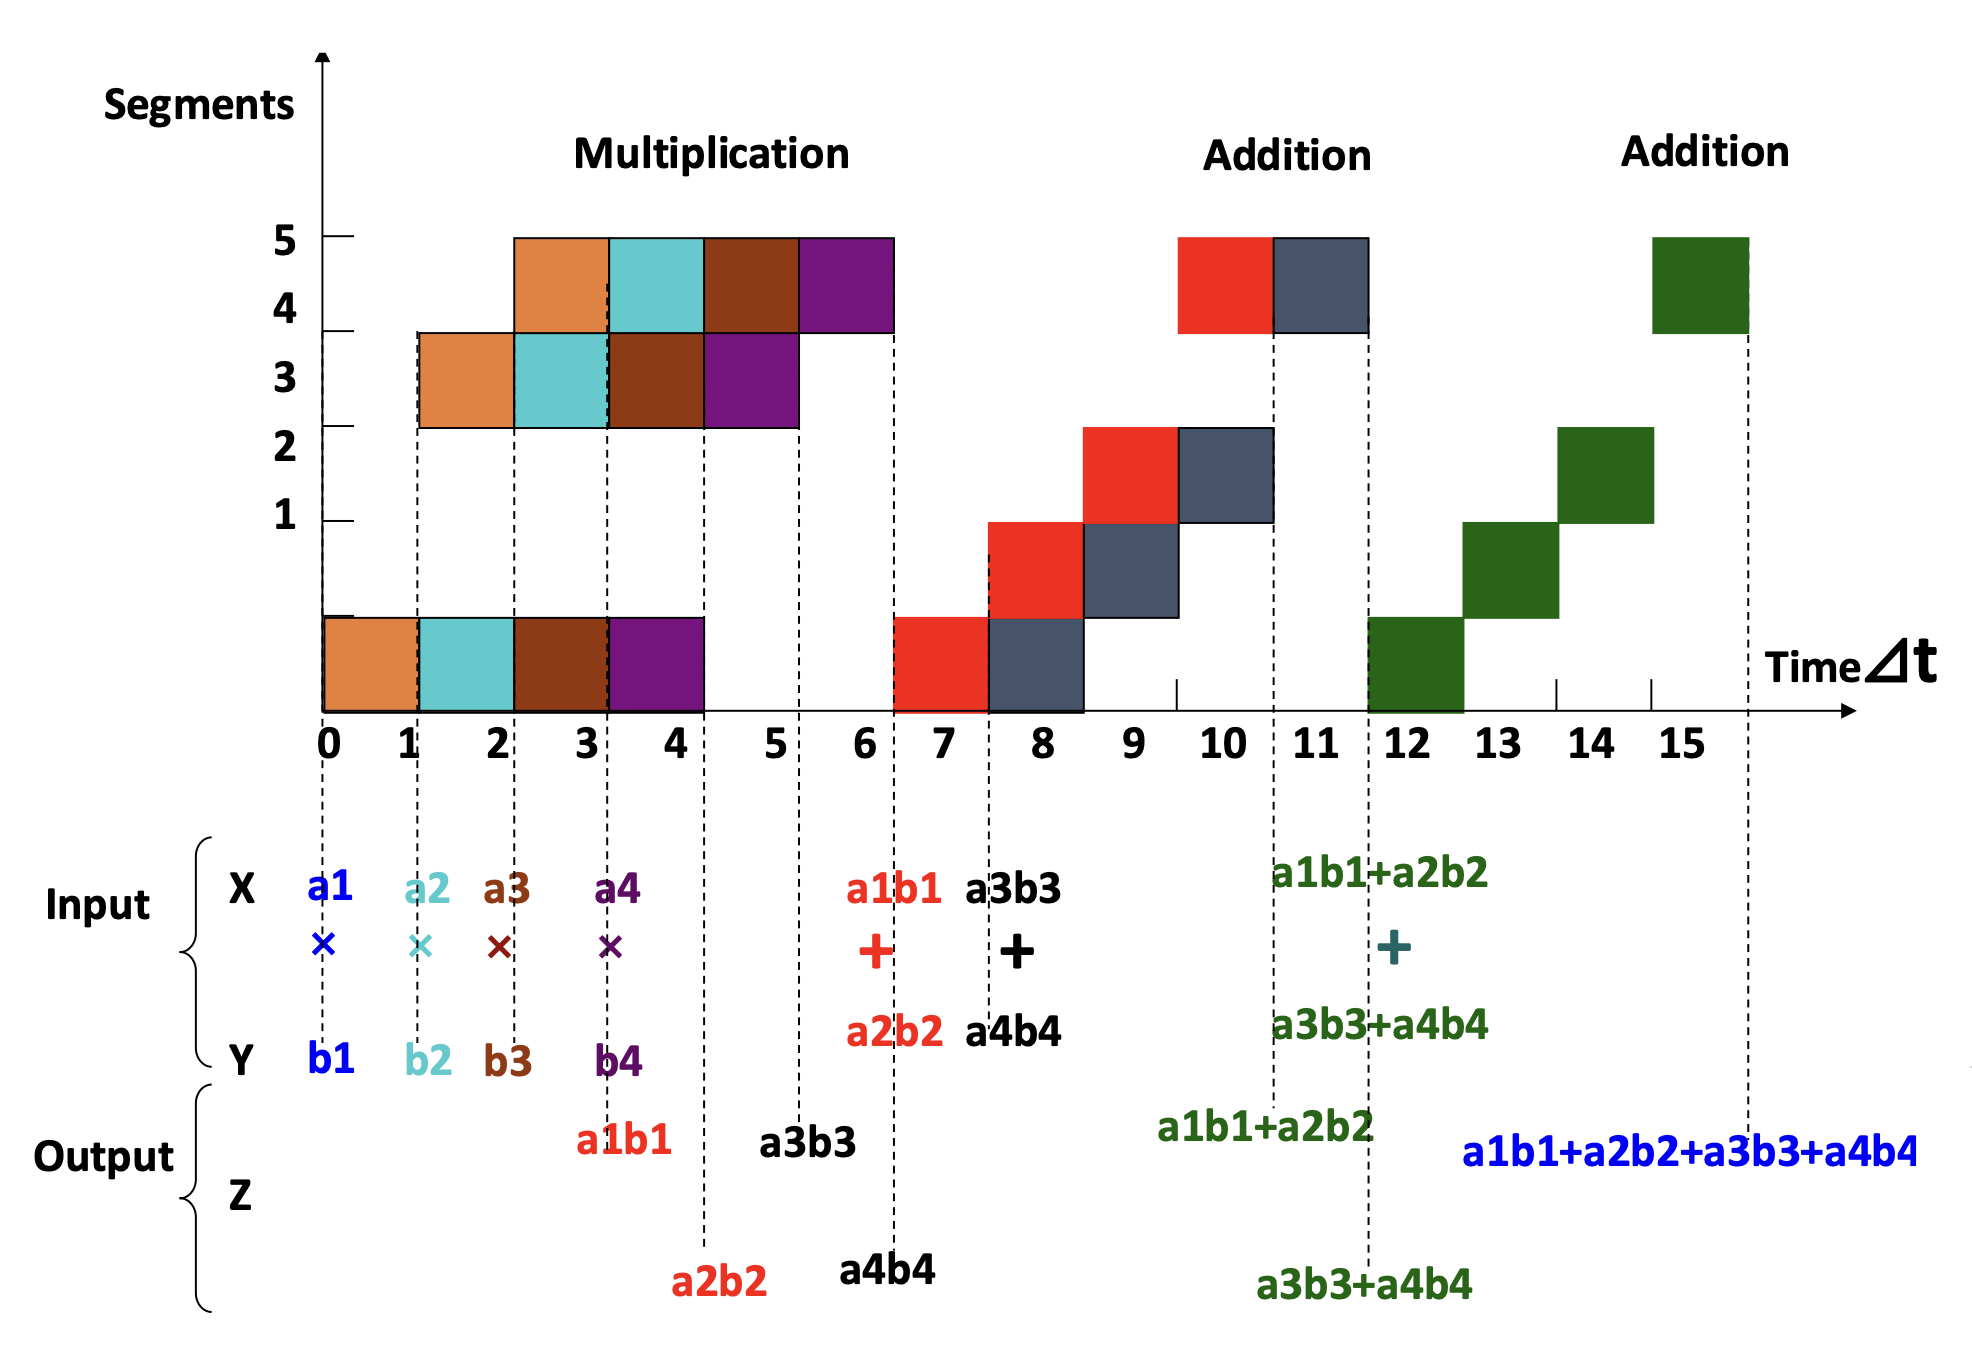 Segments
Multiplication
Addition
Addition
5
4
3
2
1
Time⊿t
0 1 2 3 4 5 6 7 8 9 10 11 12 13 14 15
Input
X a1 a2 a3 a4 a1b1 a3b3 a1b1+a2b2
× × × × + + +
Y b1 b2 b3 b4 a2b2 a4b4 a3b3+a4b4
Output
Z
a1b1 a3b3 a1b1+a2b2 a1b1+a2b2+a3b3+a4b4
a2b2 a4b4 a3b3+a4b4